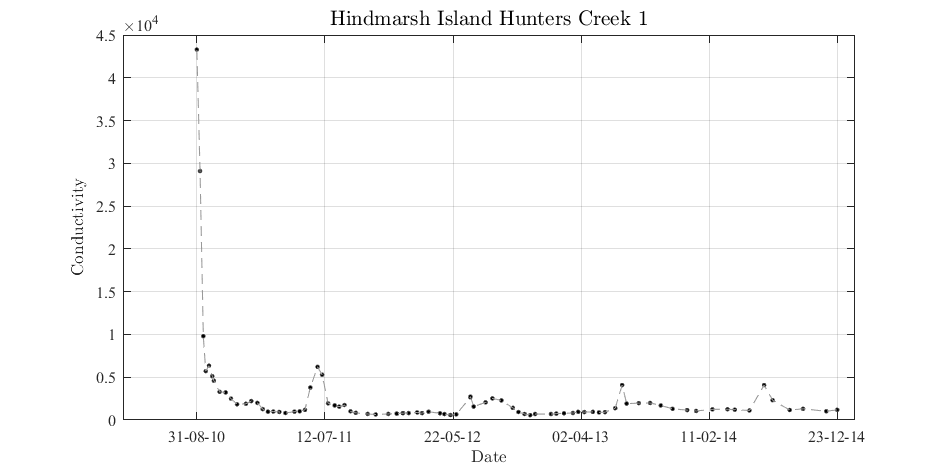 Hindmarsh Island Hunters Creek 1
×10⁴
4.5
4
3.5
3
2.5
2
1.5
1
0.5
0
Conductivity
31-08-10 12-07-11 22-05-12 02-04-13 11-02-14 23-12-14
Date